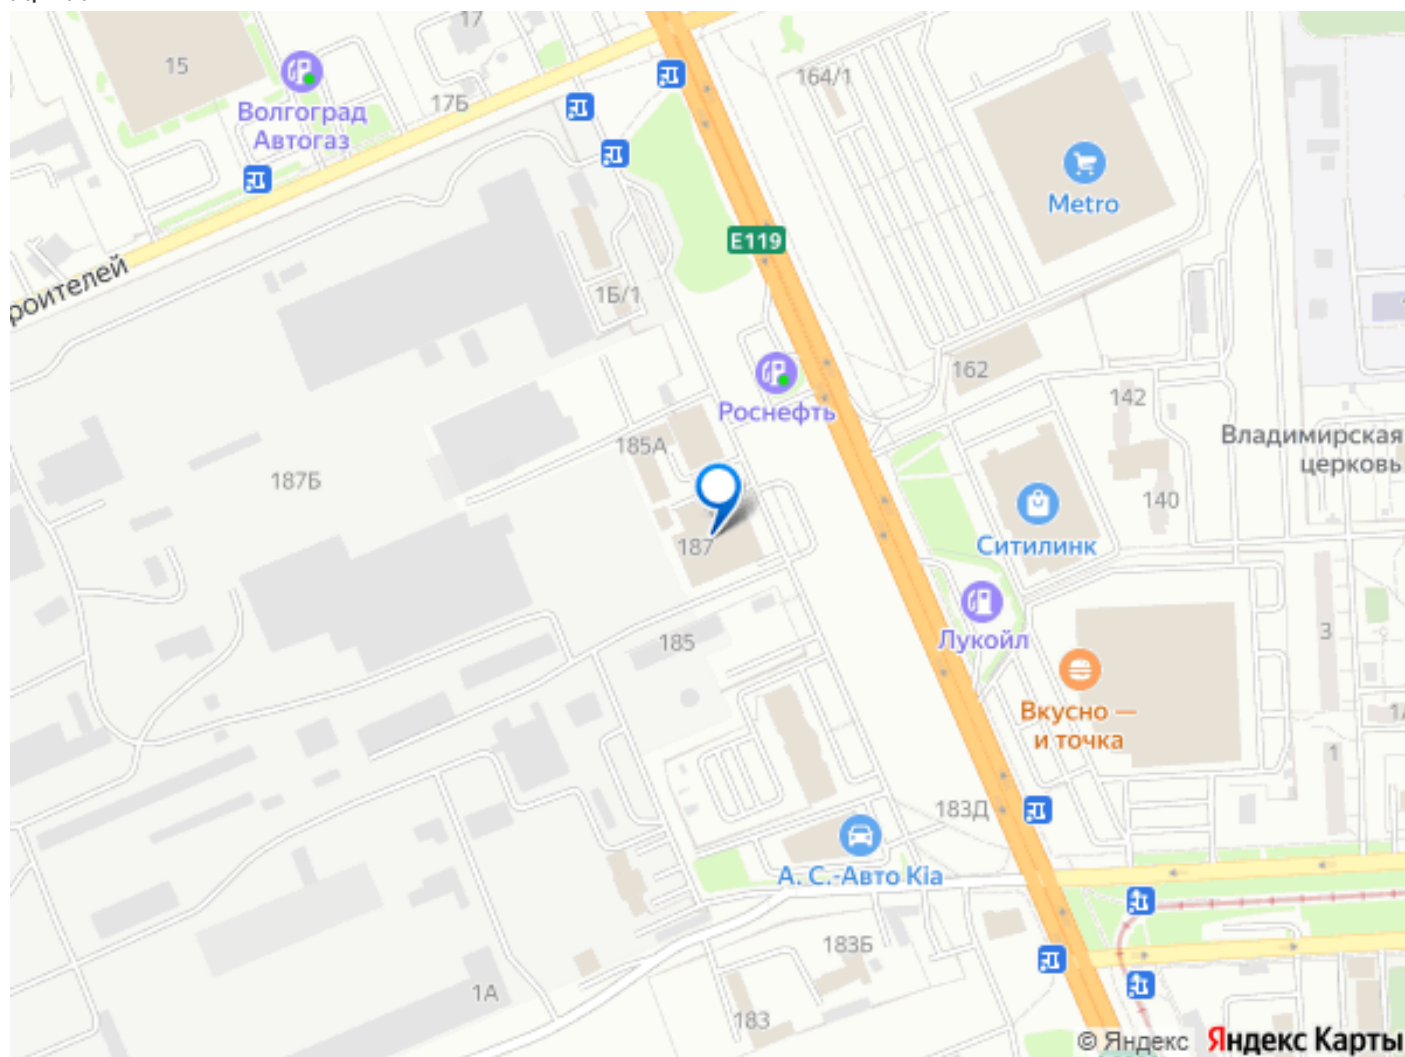 17
15
164/1
17Б
Волгоград
Автогаз
Metro
E119
роителей
1Б/1
162
142
Роснефть
Владимирская
церковь
185А
187Б
140
Ситилинк
187
Лукойл
3
185
Вкусно —
и точка
1
183Д
А. С.-Авто Kia
183Б
1А
183
© Яндекс Яндекс Карты